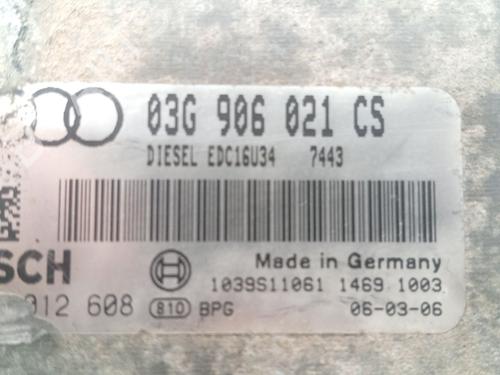 03G 906 021 CS
DIESEL EDC16U34 7443
SCH
Made in Germany
1039S11061 1469 1003
012 608 810 BPG 06-03-06